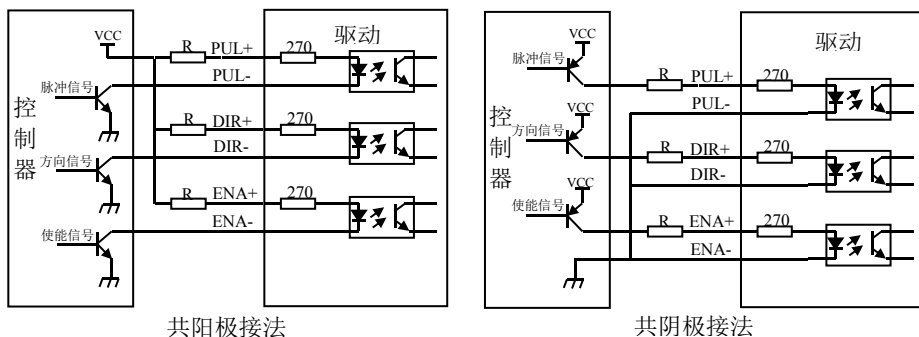 VCC
R
PUL+
270
驱动
脉冲信号
PUL-
控制器
R
DIR+
270
方向信号
DIR-
R
ENA+
270
使能信号
ENA-
共阳极接法
VCC
脉冲信号
R
PUL+
270
驱动
PUL-
VCC
控制器
方向信号
R
DIR+
270
DIR-
VCC
使能信号
R
ENA+
270
ENA-
共阴极接法